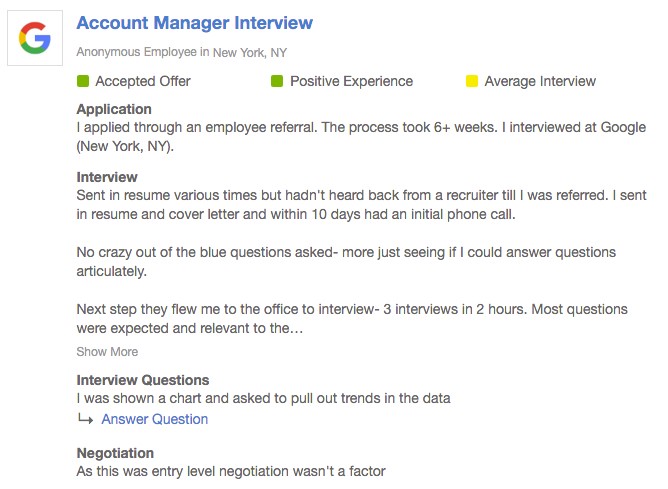 Account Manager Interview
Anonymous Employee in New York, NY
Accepted Offer Positive Experience Average Interview
Application
I applied through an employee referral. The process took 6+ weeks. I interviewed at Google
(New York, NY).
Interview
Sent in resume various times but hadn't heard back from a recruiter till I was referred. I sent
in resume and cover letter and within 10 days had an initial phone call.
No crazy out of the blue questions asked- more just seeing if I could answer questions
articulately.
Next step they flew me to the office to interview- 3 interviews in 2 hours. Most questions
were expected and relevant to the…
Show More
Interview Questions
I was shown a chart and asked to pull out trends in the data
Answer Question
Negotiation
As this was entry level negotiation wasn't a factor